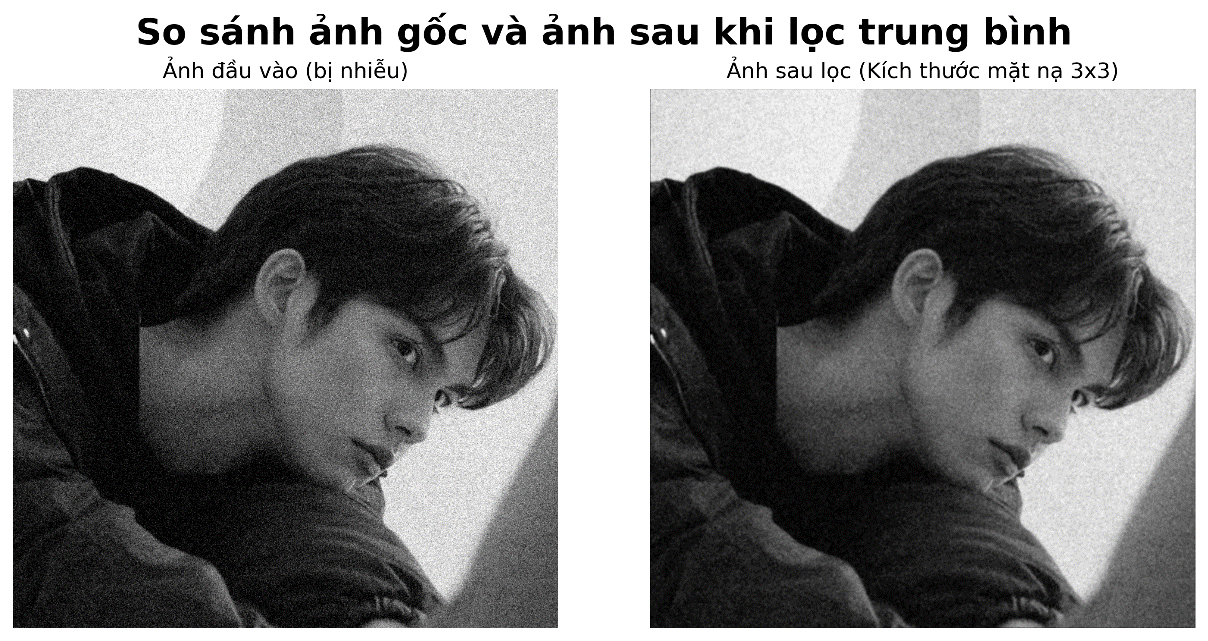 So sánh ảnh gốc và ảnh sau khi lọc trung bình
Ảnh đầu vào (bị nhiễu)
Ảnh sau lọc (Kích thước mặt nạ 3x3)